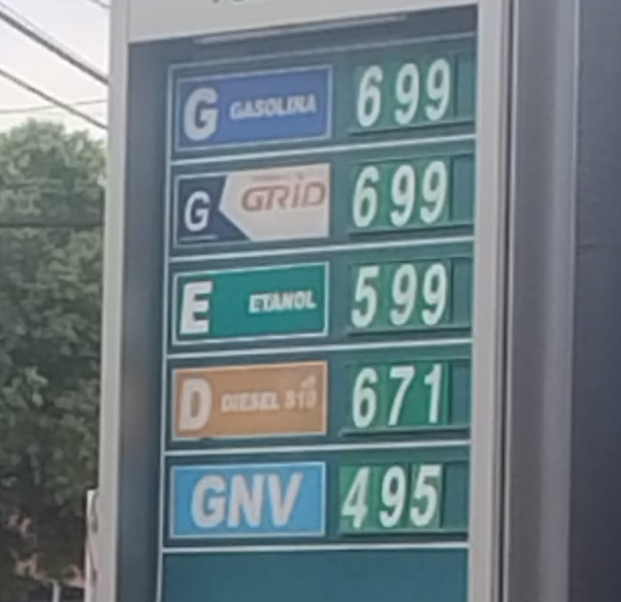 G GASOLINA 699
G GRID 699
E ETANOL 599
D DIESEL S10 671
GNV 495